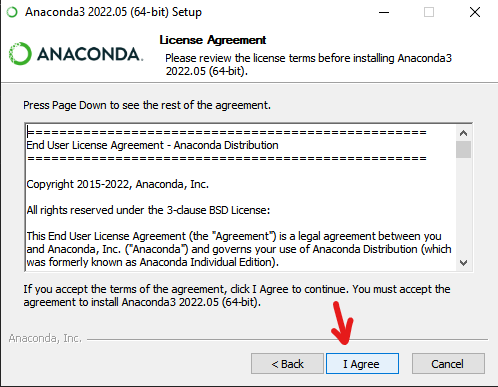 Anaconda3 2022.05 (64-bit) Setup
ANACONDA.
License Agreement
Please review the license terms before installing Anaconda3
2022.05 (64-bit).
Press Page Down to see the rest of the agreement.
==================================================
End User License Agreement - Anaconda Distribution
==================================================
Copyright 2015-2022, Anaconda, Inc.
All rights reserved under the 3-clause BSD License:
This End User License Agreement (the "Agreement") is a legal agreement between you
and Anaconda, Inc. ("Anaconda") and governs your use of Anaconda Distribution (which
was formerly known as Anaconda Individual Edition).
If you accept the terms of the agreement, click I Agree to continue. You must accept the
agreement to install Anaconda3 2022.05 (64-bit).
Anaconda, Inc.
< Back
I Agree
Cancel